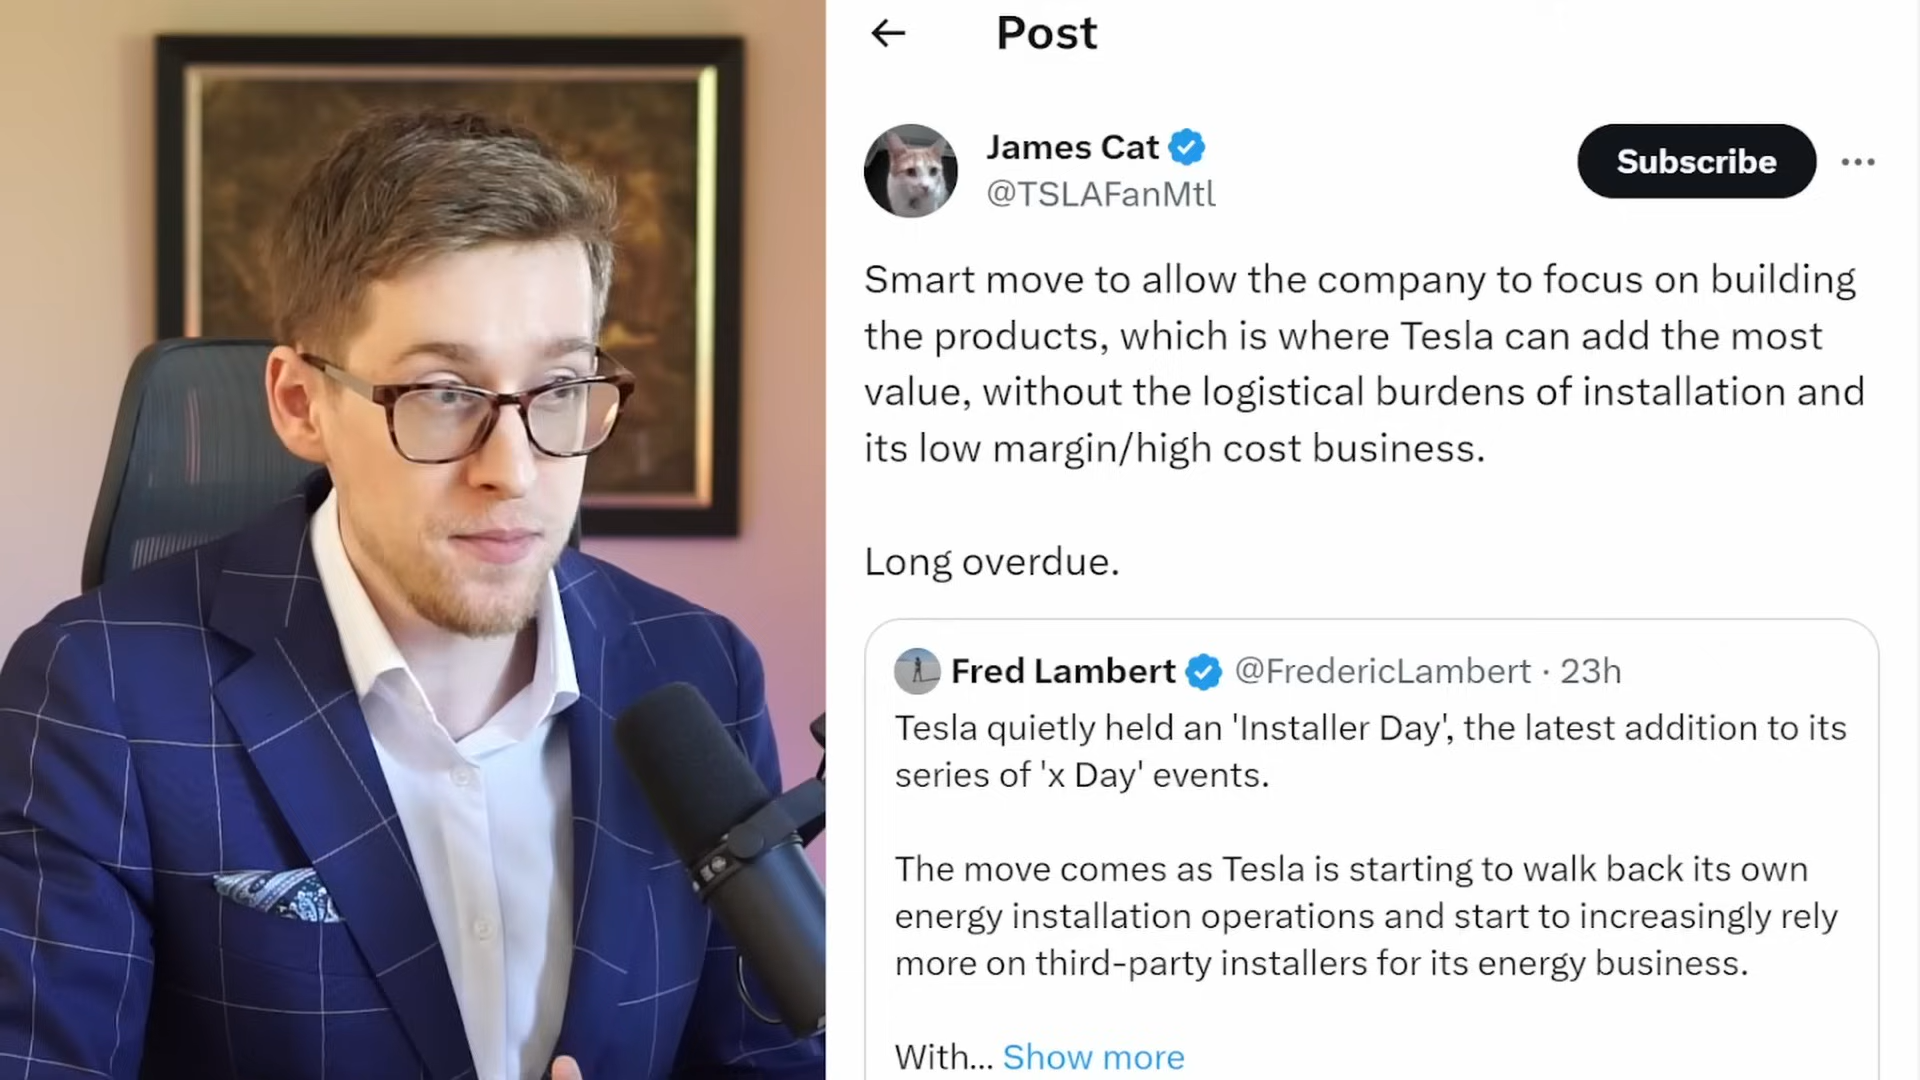 Post
James Cat
@TSLAFanMtl
Subscribe
Smart move to allow the company to focus on building
the products, which is where Tesla can add the most
value, without the logistical burdens of installation and
its low margin/high cost business.
Long overdue.
Fred Lambert @FredericLambert · 23h
Tesla quietly held an 'Installer Day', the latest addition to its
series of 'x Day' events.
The move comes as Tesla is starting to walk back its own
energy installation operations and start to increasingly rely
more on third-party installers for its energy business.
With... Show more